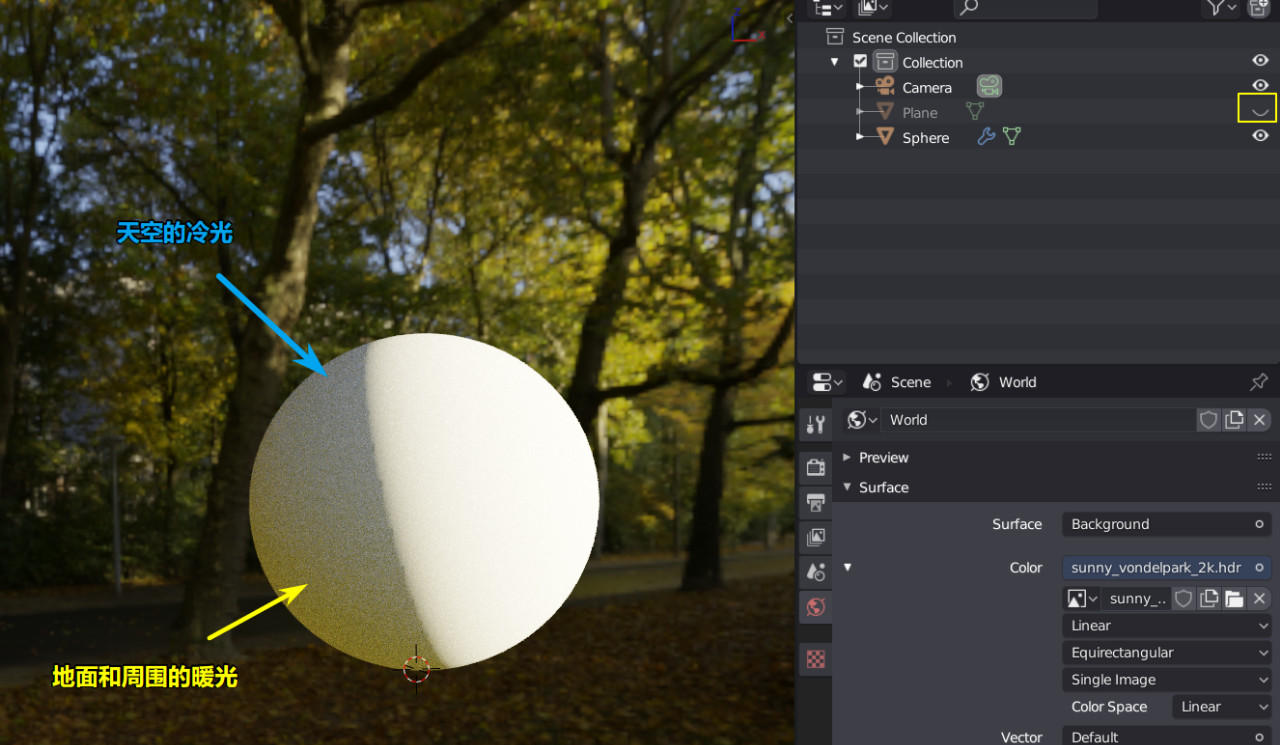 天空的冷光
地面和周围的暖光
Scene Collection
Collection
Camera
Plane
Sphere
Scene
World
World
Preview
Surface
Surface
Background
Color
sunny_vondelpark_2k.hdr
sunny_..
Linear
Equirectangular
Single Image
Color Space
Linear
Vector
Default